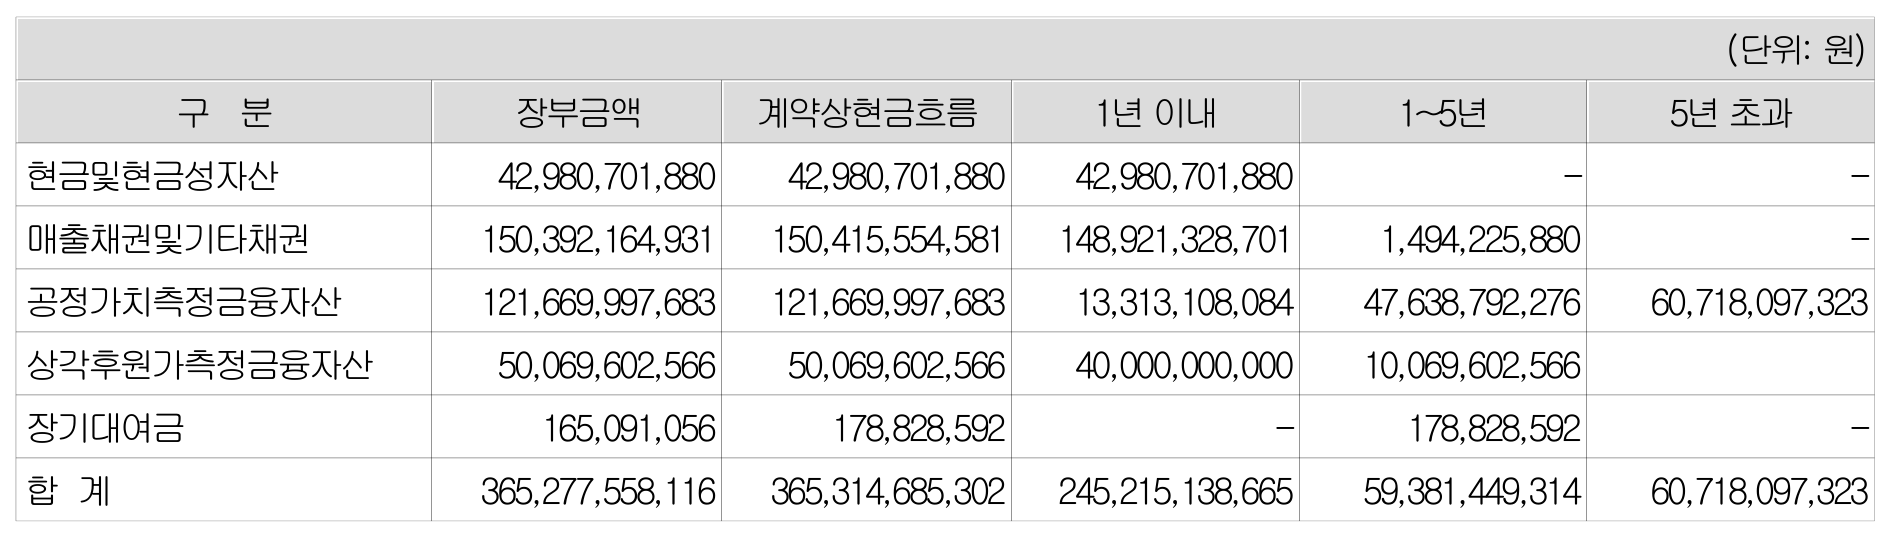 (단위: 원)
구 분 장부금액 계약상현금흐름 1년 이내 1~5년 5년 초과
현금및현금성자산 42,980,701,880 42,980,701,880 42,980,701,880 - -
매출채권및기타채권 150,392,164,931 150,415,554,581 148,921,328,701 1,494,225,880 -
공정가치측정금융자산 121,669,997,683 121,669,997,683 13,313,108,084 47,638,792,276 60,718,097,323
상각후원가측정금융자산 50,069,602,566 50,069,602,566 40,000,000,000 10,069,602,566
장기대여금 165,091,056 178,828,592 - 178,828,592 -
합 계 365,277,558,116 365,314,685,302 245,215,138,665 59,381,449,314 60,718,097,323